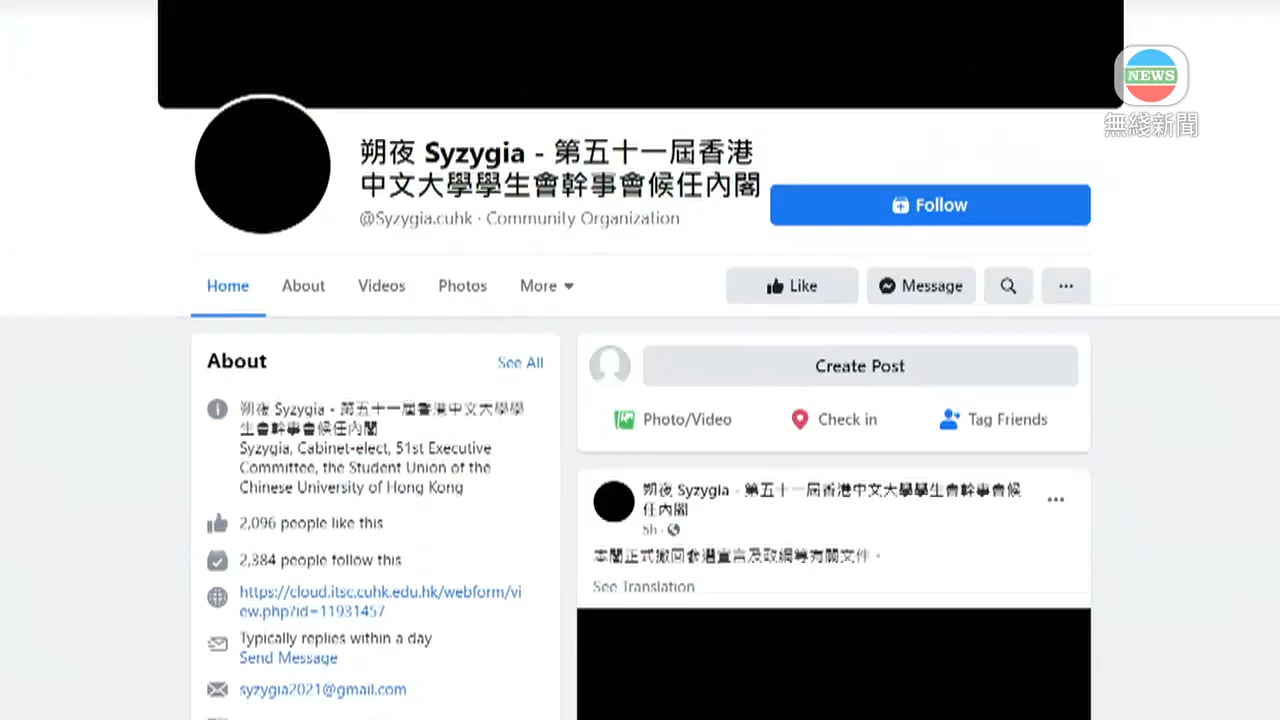 NEWS
無綫新聞
朔夜 Syzygia - 第五十一屆香港
中文大學學生會幹事會候任內閣
@Syzygia.cuhk · Community Organization
Follow
Home
About
Videos
Photos
More
Like
Message
About
See All
朔夜 Syzygia - 第五十一屆香港中文大學學
生會幹事會候任內閣
Syzygia, Cabinet-elect, 51st Executive
Committee, the Student Union of the
Chinese University of Hong Kong
2,096 people like this
2,384 people follow this
https://cloud.itsc.cuhk.edu.hk/webform/vi
ew.php?id=11931457
Typically replies within a day
Send Message
syzygia2021@gmail.com
Create Post
Photo/Video
Check in
Tag Friends
朔夜 Syzygia - 第五十一屆香港中文大學學生會幹事會候
任內閣
5h ·
本閣正式撤回參選宣言及政綱等有關文件。
See Translation